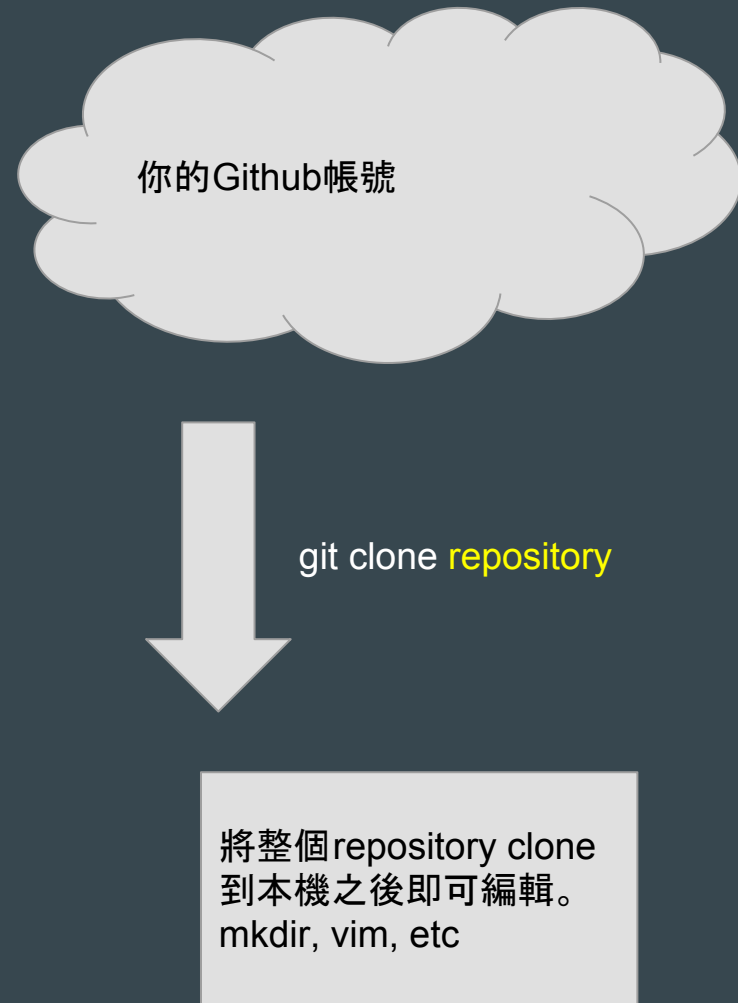 你的Github帳號
git clone repository
將整個repository clone
到本機之後即可編輯。
mkdir, vim, etc